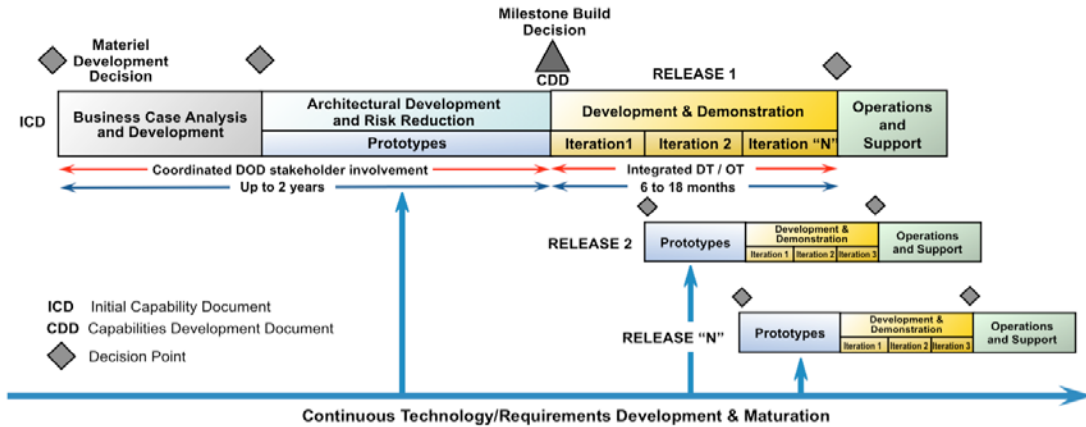 Milestone Build
Decision
Materiel
Development
Decision
CDD
RELEASE 1
ICD
Business Case Analysis
and Development
Architectural Development
and Risk Reduction
Prototypes
Development & Demonstration
Iteration1
Iteration 2
Iteration “N”
Operations
and
Support
Coordinated DOD stakeholder involvement
Integrated DT / OT
Up to 2 years
6 to 18 months
RELEASE 2
Prototypes
Development &
Demonstration
Iteration 1
Iteration 2
Iteration 3
Operations
and Support
ICD Initial Capability Document
CDD Capabilities Development Document
Decision Point
RELEASE “N”
Prototypes
Development &
Demonstration
Iteration 1
Iteration 2
Iteration 3
Operations
and Support
Continuous Technology/Requirements Development & Maturation